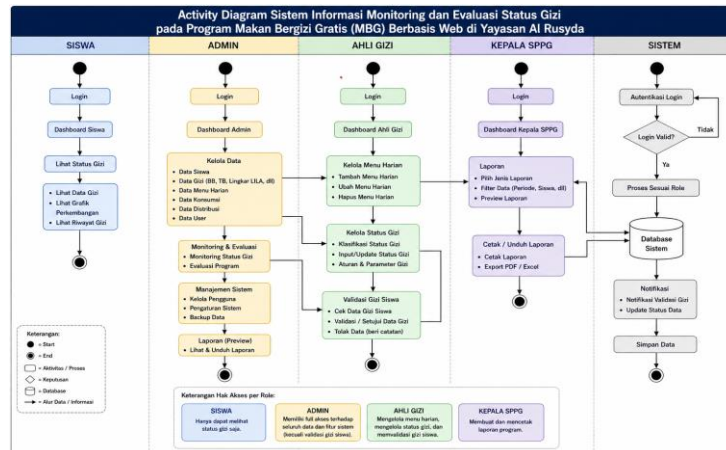 Activity Diagram Sistem Informasi Monitoring dan Evaluasi Status Gizi
pada Program Makan Bergizi Gratis (MBG) Berbasis Web di Yayasan Al Rusyda
SISWA
Login
Dashboard Siswa
Lihat Status Gizi
• Lihat Data Gizi
• Lihat Grafik
Perkembangan
• Lihat Riwayat Gizi
ADMIN
Login
Dashboard Admin
Kelola Data
• Data Siswa
• Data Gizi (BB, TB, Lingkar LILA, dll)
• Data Menu Harian
• Data Konsumsi
• Data Distribusi
• Data User
Monitoring & Evaluasi
• Monitoring Status Gizi
• Evaluasi Program
Manajemen Sistem
• Kelola Pengguna
• Pengaturan Sistem
• Backup Data
Laporan (Preview)
• Lihat & Unduh Laporan
AHLI GIZI
Login
Dashboard Ahli Gizi
Kelola Menu Harian
• Tambah Menu Harian
• Ubah Menu Harian
• Hapus Menu Harian
Kelola Status Gizi
• Klasifikasi Status Gizi
• Input/Update Status Gizi
• Aturan & Parameter Gizi
Validasi Gizi Siswa
• Cek Data Gizi Siswa
• Validasi / Setujui Data Gizi
• Tolak Data (beri catatan)
KEPALA SPPG
Login
Dashboard Kepala SPPG
Laporan
• Pilih Jenis Laporan
• Filter Data (Periode, Siswa, dll)
• Preview Laporan
Cetak / Unduh Laporan
• Cetak Laporan
• Export PDF / Excel
SISTEM
Autentikasi Login
Login Valid?
Tidak
Ya
Proses Sesuai Role
Database
Sistem
Notifikasi
• Notifikasi Validasi Gizi
• Update Status Data
Simpan Data
Keterangan:
= Start
= End
= Aktivitas / Proses
= Keputusan
= Database
= Alur Data / Informasi
Keterangan Hak Akses per Role:
SISWA
Hanya dapat melihat
status gizi saja.
ADMIN
Memiliki full akses terhadap
seluruh data dan fitur sistem
(kecuali validasi gizi siswa).
AHLI GIZI
Mengelola menu harian,
mengelola status gizi, dan
memvalidasi gizi siswa.
KEPALA SPPG
Membuat dan mencetak
laporan program.